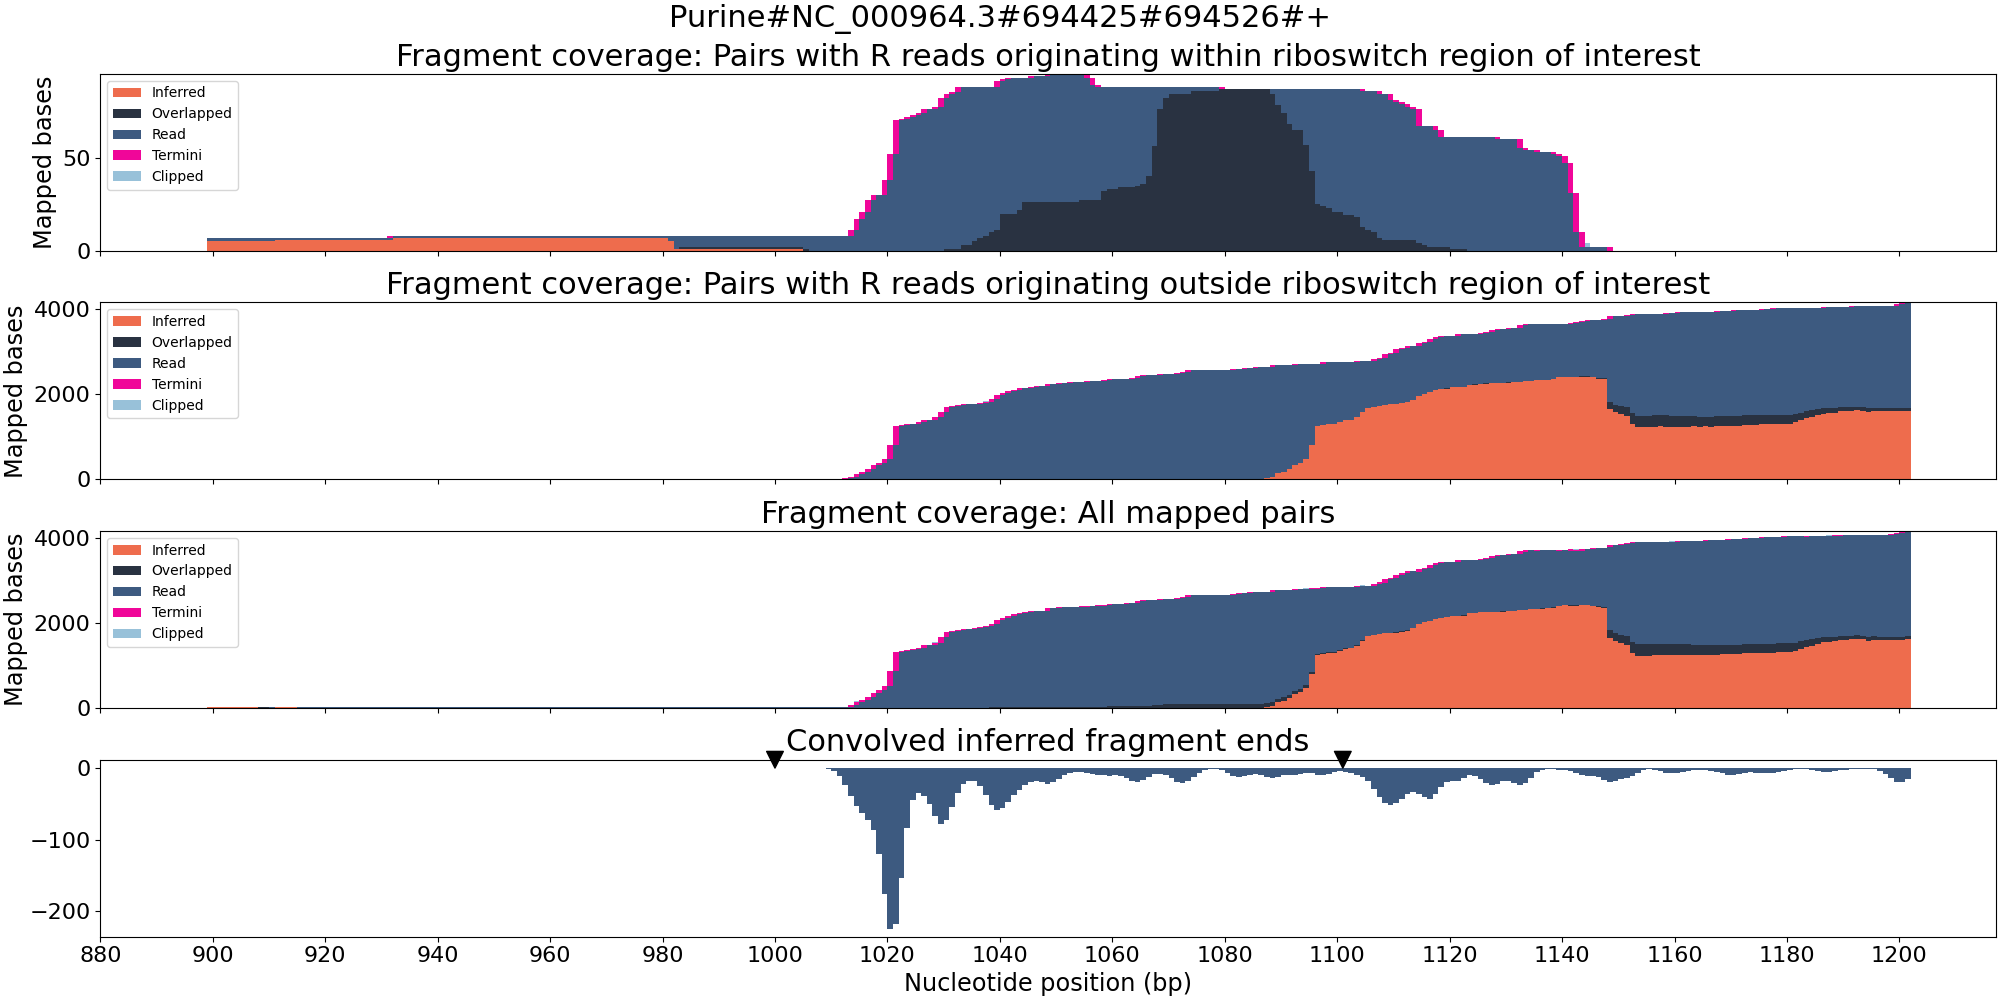 Purine#NC_000964.3#694425#694526#+
Fragment coverage: Pairs with R reads originating within riboswitch region of interest
Mapped bases
50
0
Inferred
Overlapped
Read
Termini
Clipped
Fragment coverage: Pairs with R reads originating outside riboswitch region of interest
Mapped bases
4000
2000
0
Inferred
Overlapped
Read
Termini
Clipped
Fragment coverage: All mapped pairs
Mapped bases
4000
2000
0
Inferred
Overlapped
Read
Termini
Clipped
Convolved inferred fragment ends
0
−100
−200
880 900 920 940 960 980 1000 1020 1040 1060 1080 1100 1120 1140 1160 1180 1200
Nucleotide position (bp)